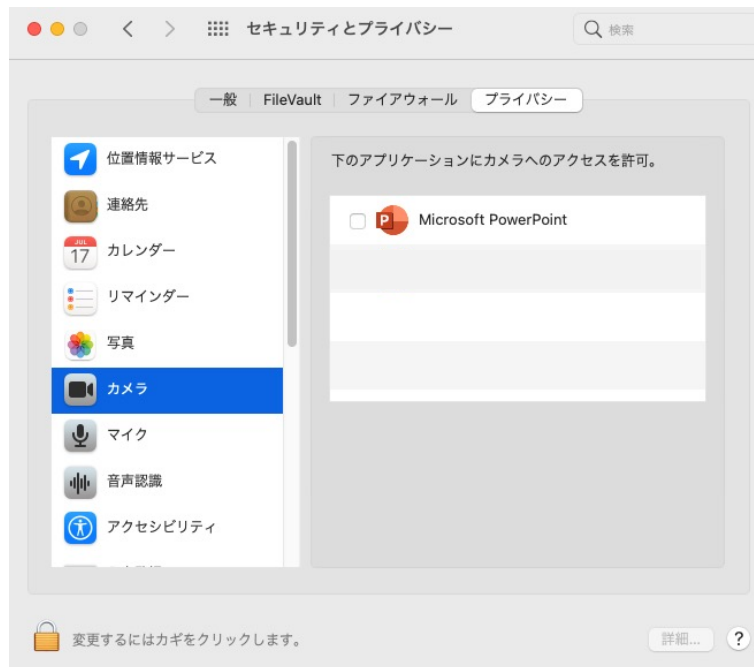 セキュリティとプライバシー
検索
一般 FileVault ファイアウォール プライバシー
位置情報サービス
連絡先
JUL
17
カレンダー
リマインダー
写真
カメラ
マイク
音声認識
アクセシビリティ
下のアプリケーションにカメラへのアクセスを許可。
P
Microsoft PowerPoint
変更するにはカギをクリックします。
詳細...
?